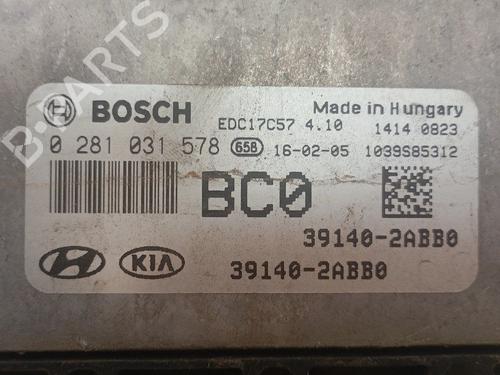 B-PARTS
BOSCH EDC17C57 4.10 Made in Hungary
1414 0823
0 281 031 578 G5B 16-02-05 1039S85312
BC0
39140-2ABB0
KIA 39140-2ABB0